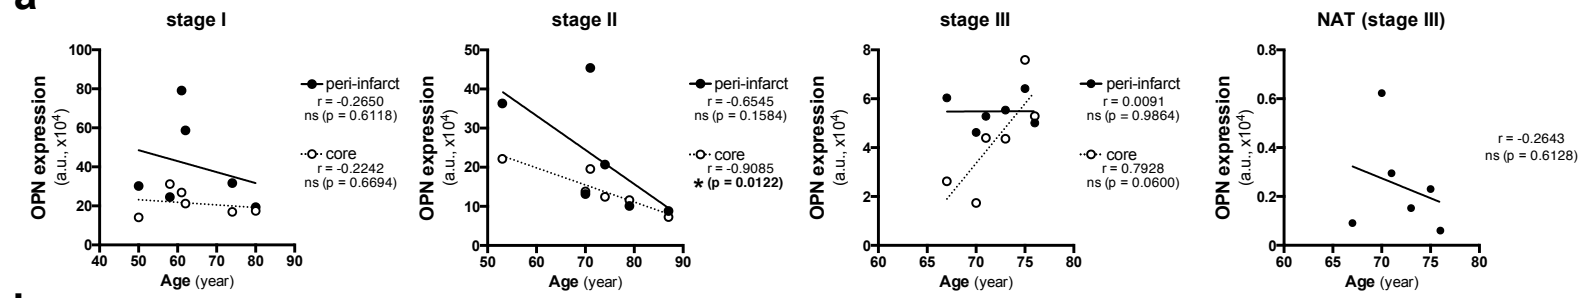 a
stage I
OPN expression
(a.u., x10⁴)
100
80
60
40
20
0
40 50 60 70 80 90
Age (year)
peri-infarct
r = -0.2650
ns (p = 0.6118)
core
r = -0.2242
ns (p = 0.6694)
stage II
OPN expression
(a.u., x10⁴)
50
40
30
20
10
0
50 60 70 80 90
Age (year)
peri-infarct
r = -0.6545
ns (p = 0.1584)
core
r = -0.9085
* (p = 0.0122)
stage III
OPN expression
(a.u., x10⁴)
8
6
4
2
0
60 65 70 75 80
Age (year)
peri-infarct
r = 0.0091
ns (p = 0.9864)
core
r = 0.7928
ns (p = 0.0600)
NAT (stage III)
OPN expression
(a.u., x10⁴)
0.8
0.6
0.4
0.2
0
60 65 70 75 80
Age (year)
r = -0.2643
ns (p = 0.6128)